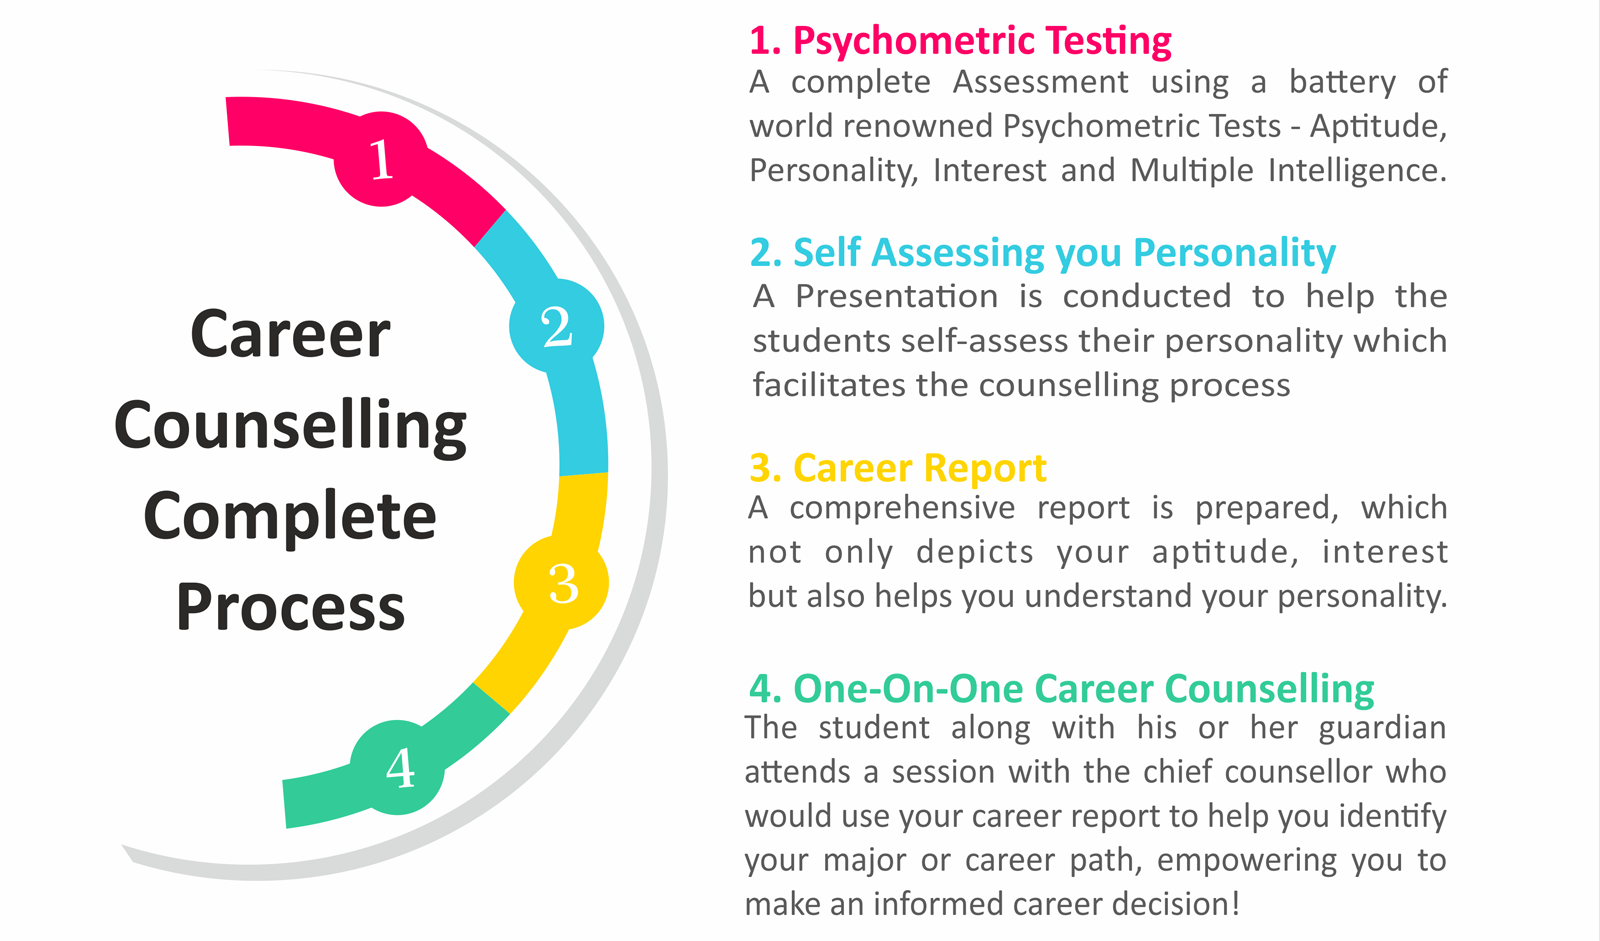 Career
Counselling
Complete
Process
1
2
3
4
1. Psychometric Testing
A complete Assessment using a battery of
world renowned Psychometric Tests - Aptitude,
Personality, Interest and Multiple Intelligence.
2. Self Assessing you Personality
A Presentation is conducted to help the
students self-assess their personality which
facilitates the counselling process
3. Career Report
A comprehensive report is prepared, which
not only depicts your aptitude, interest
but also helps you understand your personality.
4. One-On-One Career Counselling
The student along with his or her guardian
attends a session with the chief counsellor who
would use your career report to help you identify
your major or career path, empowering you to
make an informed career decision!